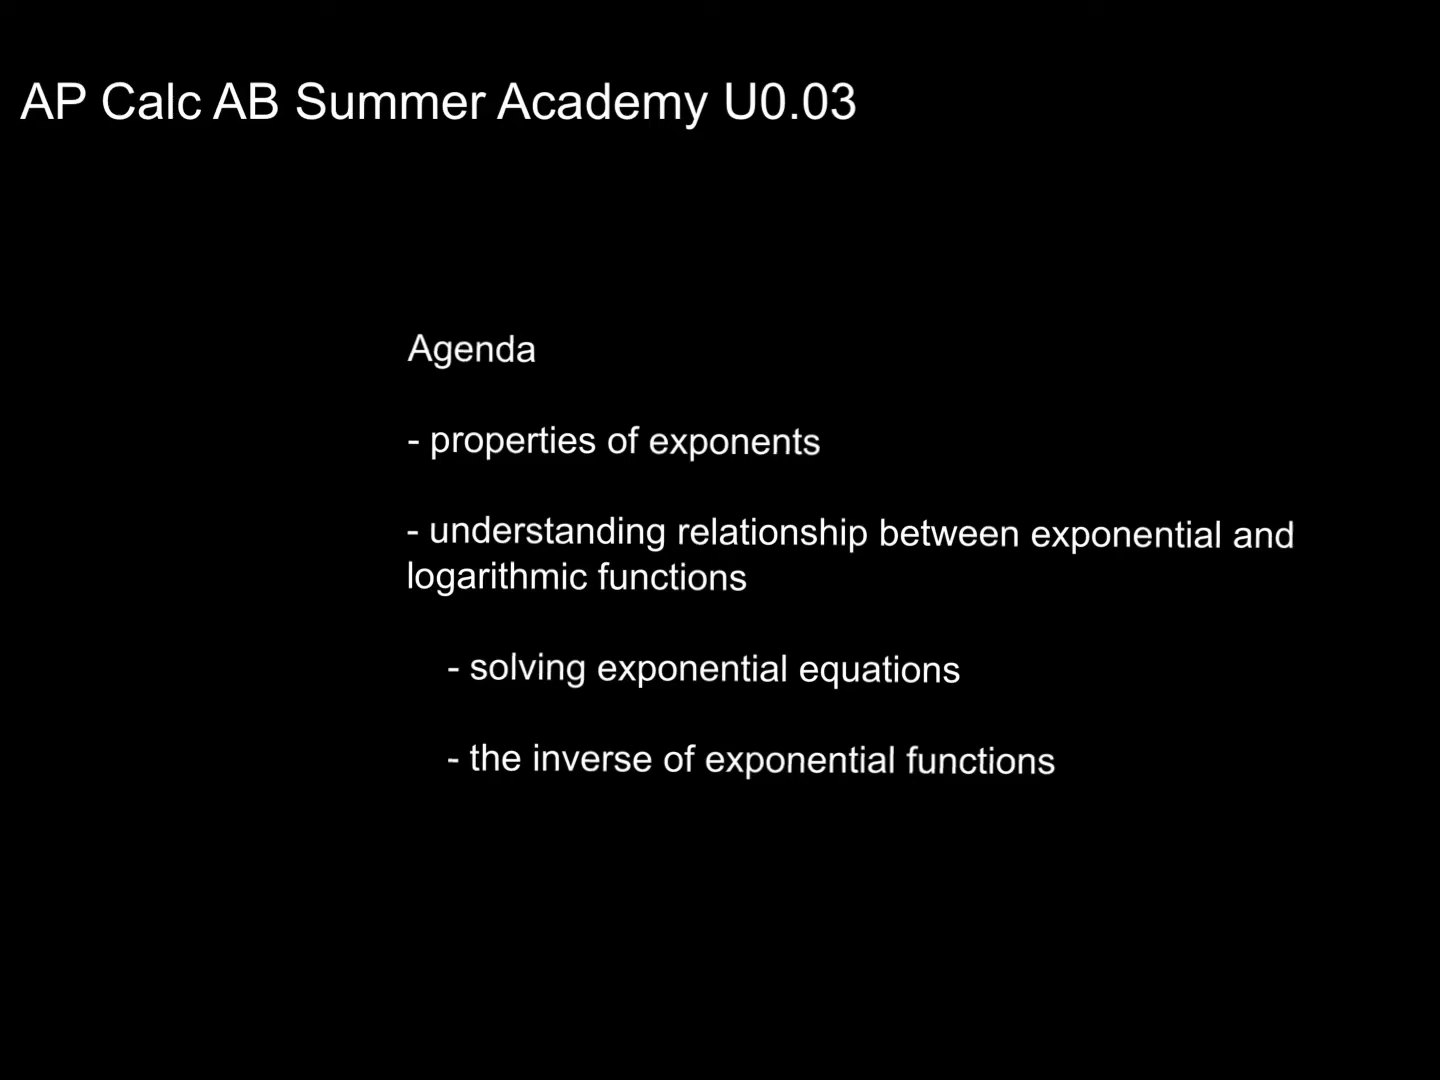 AP Calc AB Summer Academy U0.03
Agenda
- properties of exponents
- understanding relationship between exponential and
logarithmic functions
- solving exponential equations
- the inverse of exponential functions